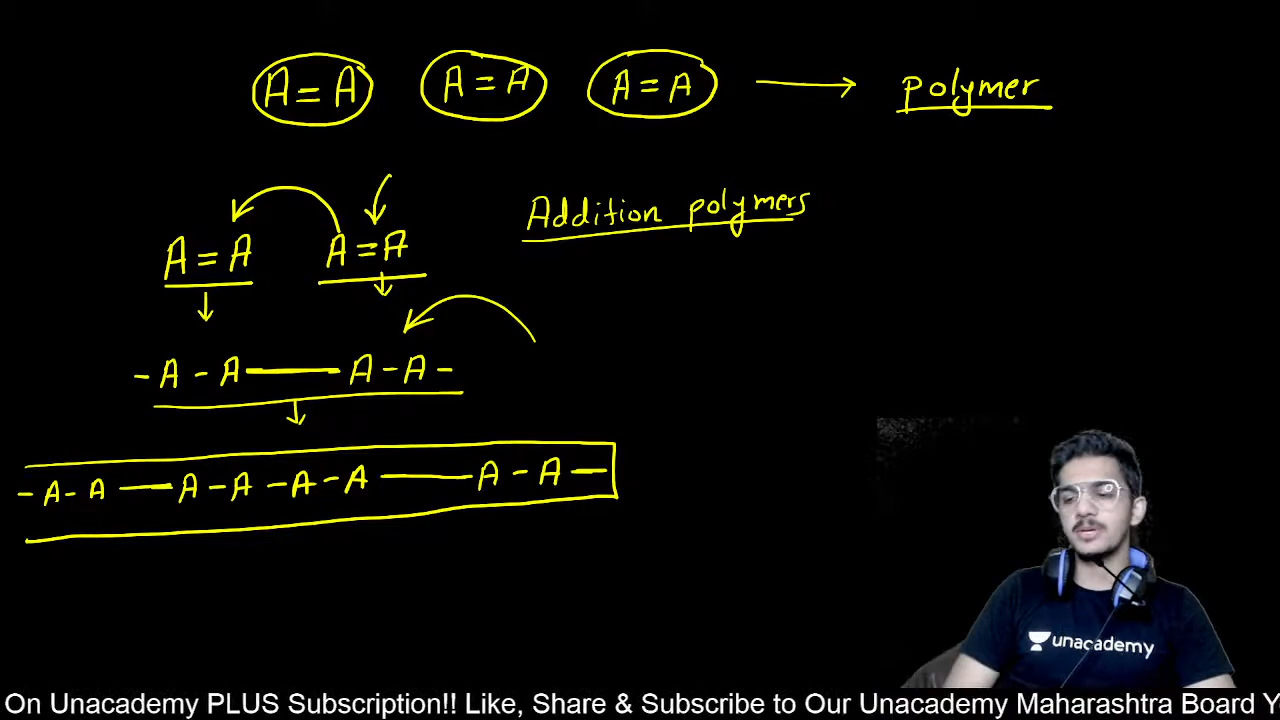 A = A A = A A = A → polymer
Addition polymers
A = A A = A
- A - A — A - A -
- A - A — A - A - A - A — A - A —
unacademy
On Unacademy PLUS Subscription!! Like, Share & Subscribe to Our Unacademy Maharashtra Board Y